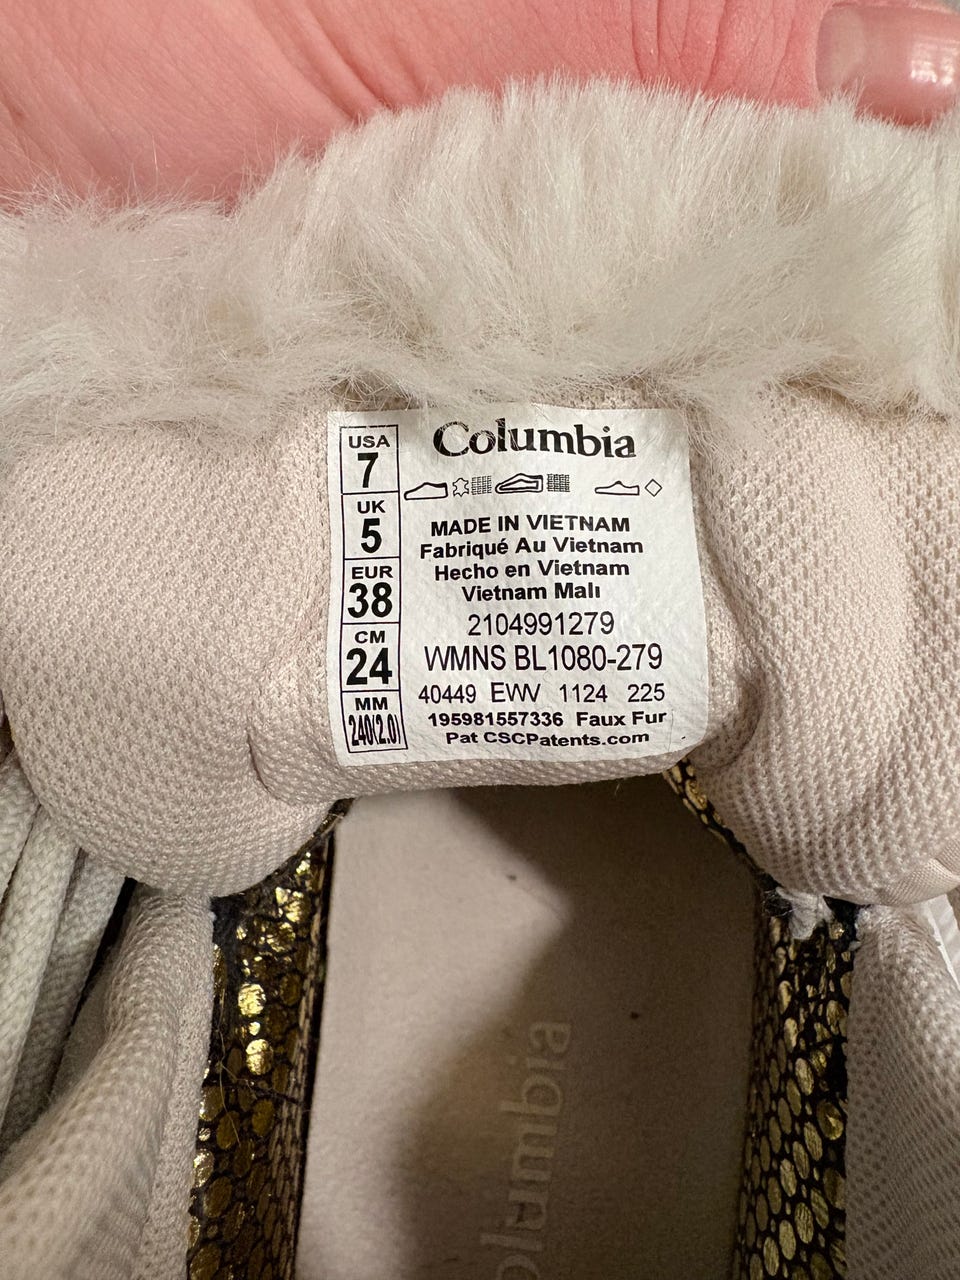 USA
7
UK
5
EUR
38
CM
24
MM
240(2.0)
Columbia
MADE IN VIETNAM
Fabriqué Au Vietnam
Hecho en Vietnam
Vietnam Malı
2104991279
WMNS BL1080-279
40449 EWV 1124 225
195981557336 Faux Fur
Pat CSCPatents.com
olumbia